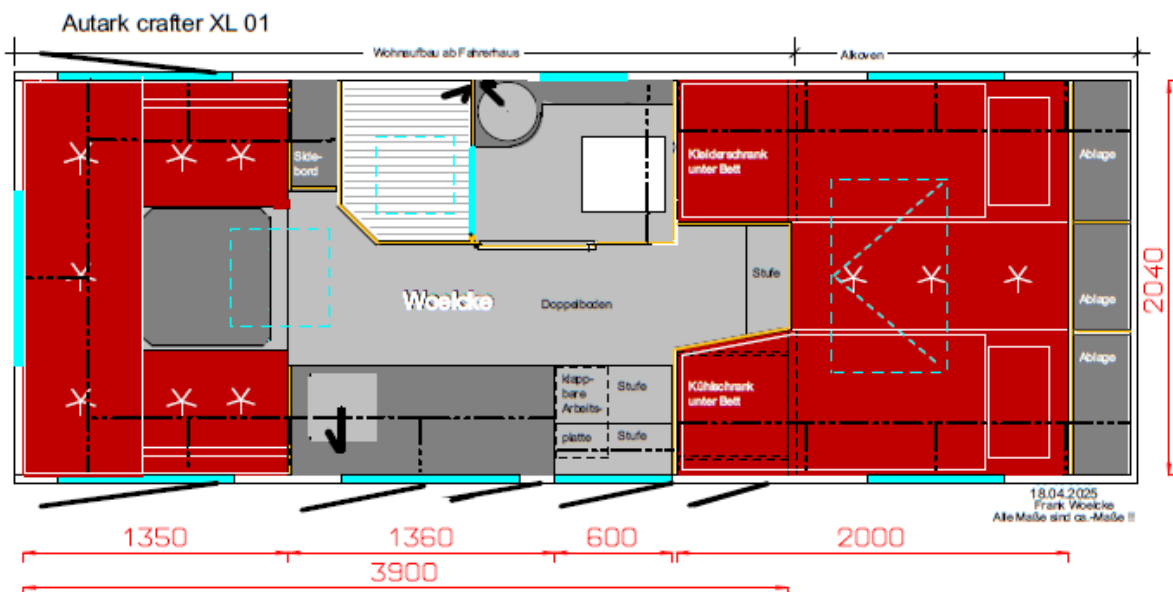 Autark crafter XL 01
Wohnaufbau ab Fahrerhaus
Alkoven
Side-
bord
Kleiderschrank
unter Bett
Ablage
2040
Stufe
Woelcke
Doppelboden
Ablage
klapp-
bare
Arbeits-
platte
Stufe
Stufe
Kühlschrank
unter Bett
Ablage
18.04.2025
Frank Woelcke
Alle Maße sind ca.-Maße !!
1350
1360
600
2000
3900